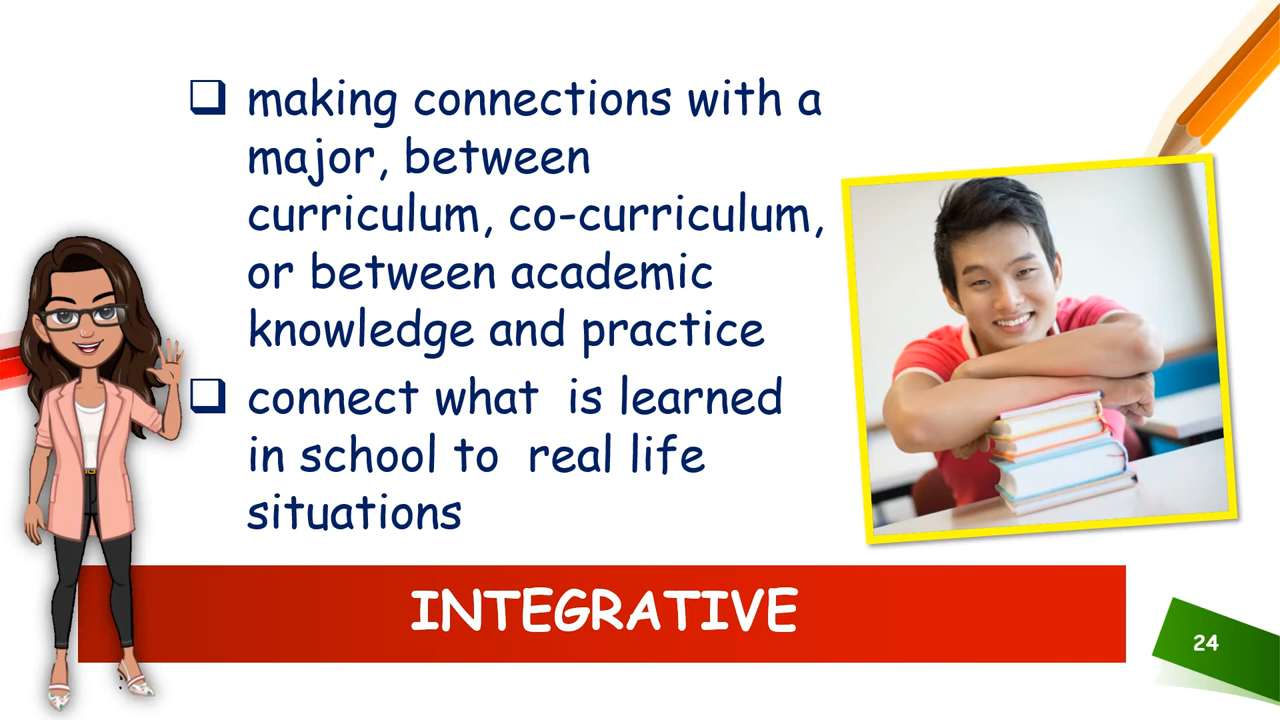 making connections with a
major, between
curriculum, co-curriculum,
or between academic
knowledge and practice
connect what is learned
in school to real life
situations
INTEGRATIVE
24